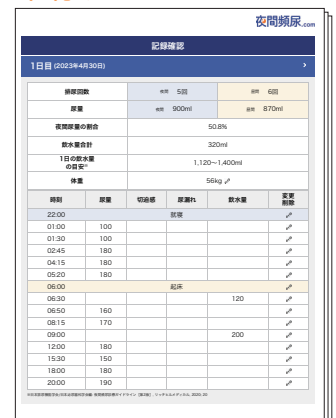 夜間頻尿.com
記録確認
1日目 (2023年4月30日) ›
排尿回数 夜間 5回 昼間 6回
尿量 夜間 900ml 昼間 870ml
夜間尿量の割合 50.8%
飲水量合計 320ml
1日の飲水量の目安※ 1,120〜1,400ml
体重 56kg
時刻 尿量 切迫感 尿漏れ 飲水量 変更削除
22:00 就寝
01:00 100
01:30 100
02:45 180
04:15 180
05:20 180
06:00 起床
06:30 120
06:50 160
08:15 170
09:00 200
12:00 180
15:30 150
18:00 180
20:00 190